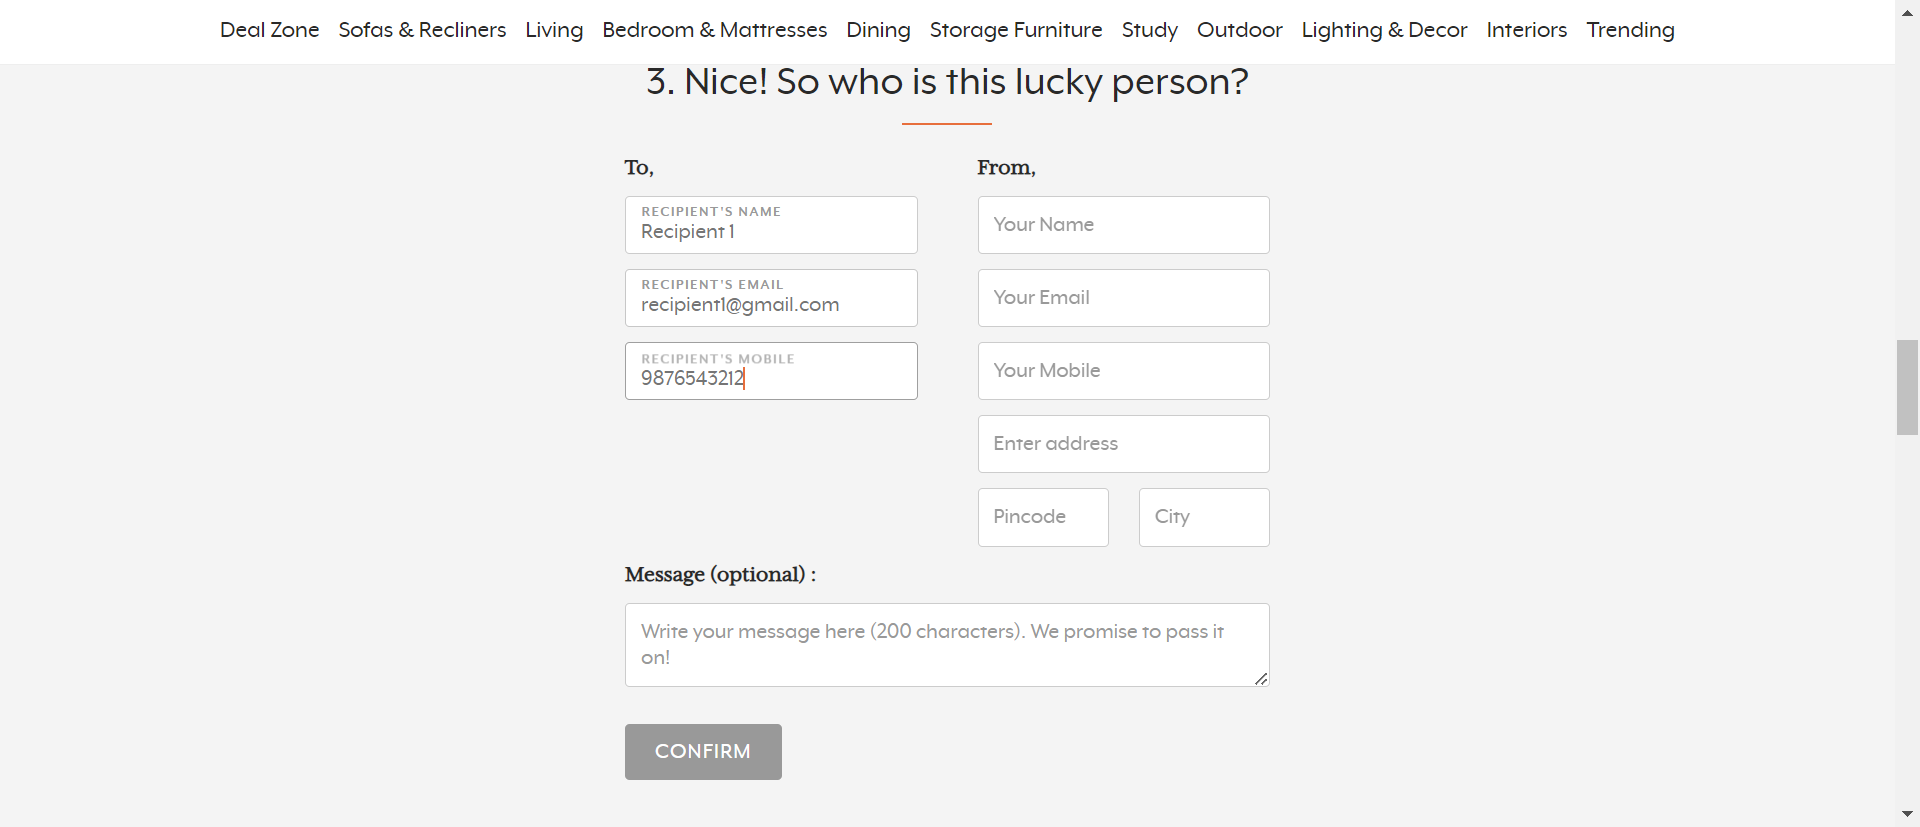 Deal Zone Sofas & Recliners Living Bedroom & Mattresses Dining Storage Furniture Study Outdoor Lighting & Decor Interiors Trending
3. Nice! So who is this lucky person?
To,
RECIPIENT'S NAME
Recipient 1
RECIPIENT'S EMAIL
recipient1@gmail.com
RECIPIENT'S MOBILE
9876543212
From,
Your Name
Your Email
Your Mobile
Enter address
Pincode City
Message (optional) :
Write your message here (200 characters). We promise to pass it
on!
CONFIRM